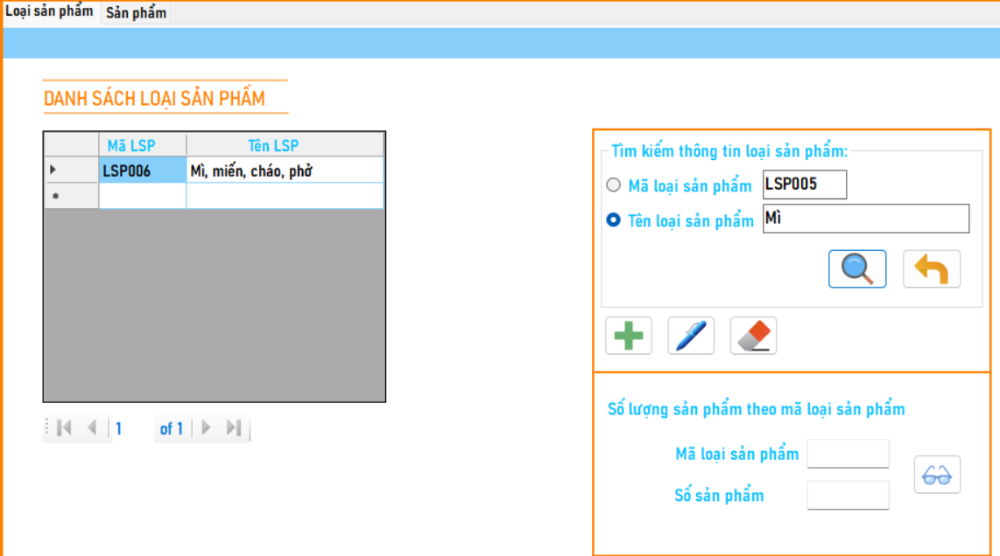 Loại sản phẩm Sản phẩm
DANH SÁCH LOẠI SẢN PHẨM
Mã LSP Tên LSP
LSP006 Mì, miến, cháo, phở
Tìm kiếm thông tin loại sản phẩm:
Mã loại sản phẩm LSP005
Tên loại sản phẩm Mì
1 of 1
Số lượng sản phẩm theo mã loại sản phẩm
Mã loại sản phẩm
Số sản phẩm